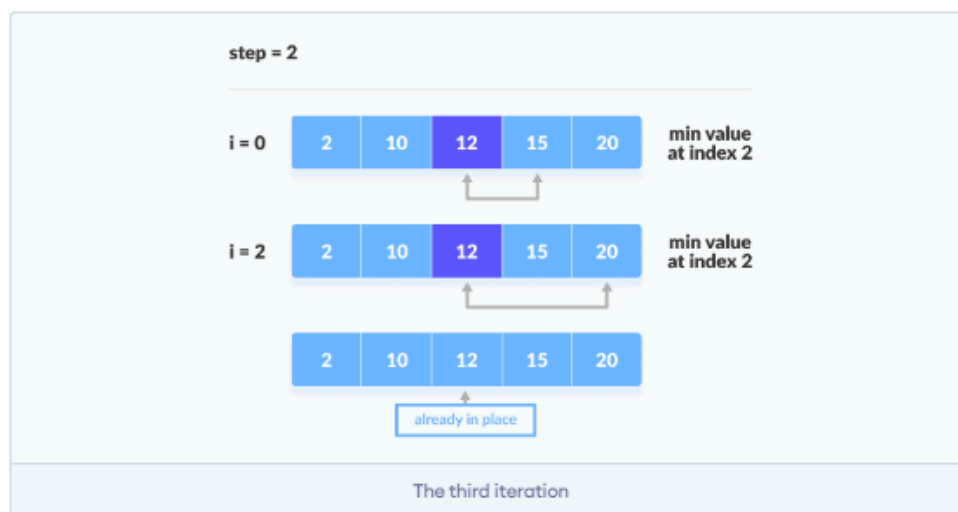 step = 2
i = 0 2 10 12 15 20 min value
at index 2
i = 2 2 10 12 15 20 min value
at index 2
2 10 12 15 20
already in place
The third iteration